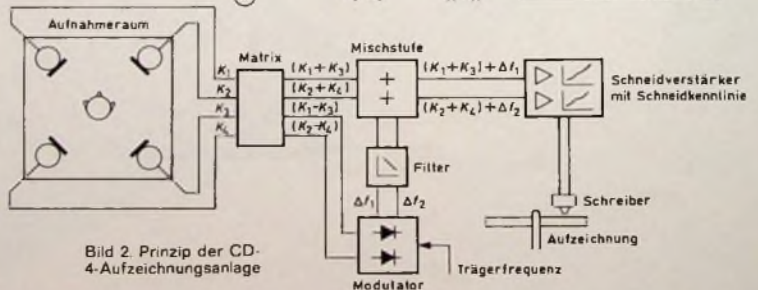 Aufnahmeraum
K₁
K₂
K₃
K₄
Matrix
(K₁+K₃)
(K₂+K₄)
(K₁-K₃)
(K₂-K₄)
Mischstufe
+
+
(K₁+K₃)+Δf₁
(K₂+K₄)+Δf₂
Schneidverstärker
mit Schneidkennlinie
Filter
Δf₁ Δf₂
Schreiber
Aufzeichnung
Trägerfrequenz
Modulator
Bild 2. Prinzip der CD-
4-Aufzeichnungsanlage